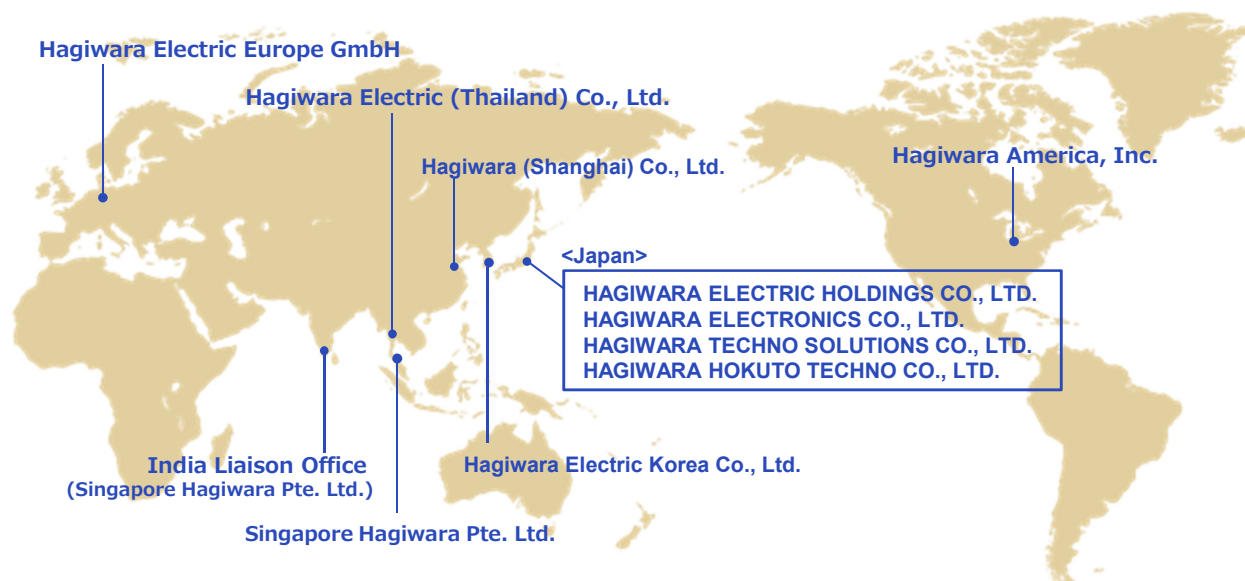 Hagiwara Electric Europe GmbH
Hagiwara Electric (Thailand) Co., Ltd.
Hagiwara (Shanghai) Co., Ltd.
Hagiwara America, Inc.
<Japan>
HAGIWARA ELECTRIC HOLDINGS CO., LTD.
HAGIWARA ELECTRONICS CO., LTD.
HAGIWARA TECHNO SOLUTIONS CO., LTD.
HAGIWARA HOKUTO TECHNO CO., LTD.
India Liaison Office
(Singapore Hagiwara Pte. Ltd.)
Hagiwara Electric Korea Co., Ltd.
Singapore Hagiwara Pte. Ltd.